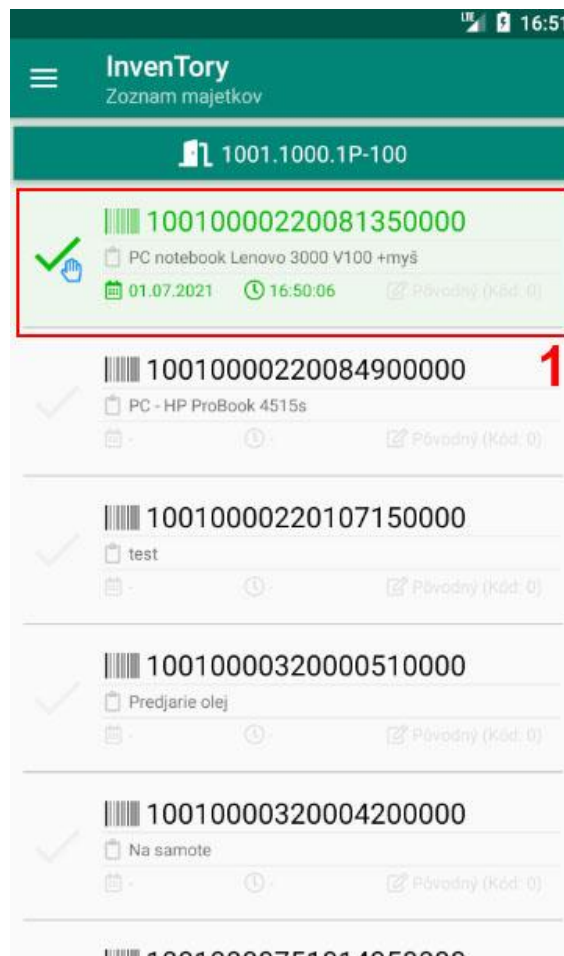 LTE 16:51
InvenTory
Zoznam majetkov
1001.1000.1P-100
10010000220081350000
PC notebook Lenovo 3000 V100 +myš
01.07.2021 16:50:06 Pôvodný (Kód: 0)
1
10010000220084900000
PC - HP ProBook 4515s
- - Pôvodný (Kód: 0)
10010000220107150000
test
- - Pôvodný (Kód: 0)
10010000320000510000
Predjarie olej
- - Pôvodný (Kód: 0)
10010000320004200000
Na samote
- - Pôvodný (Kód: 0)